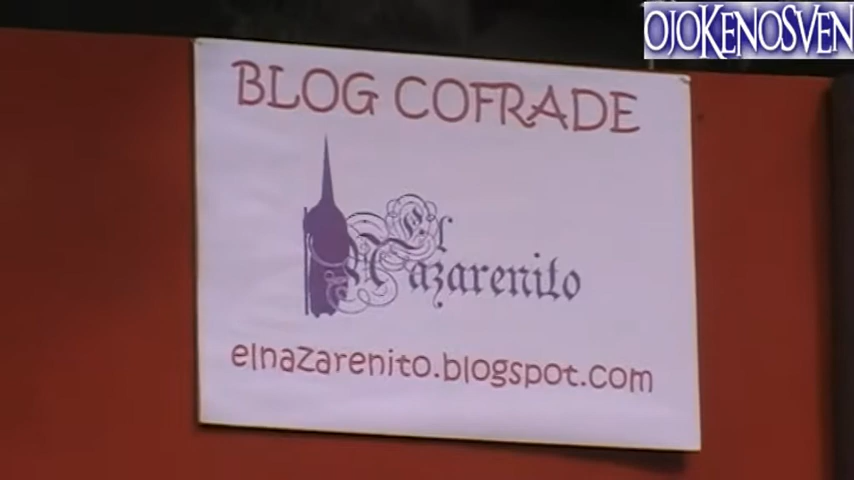 OJOKENOSVEN
BLOG COFRADE
El
Nazarenito
elnazarenito.blogspot.com